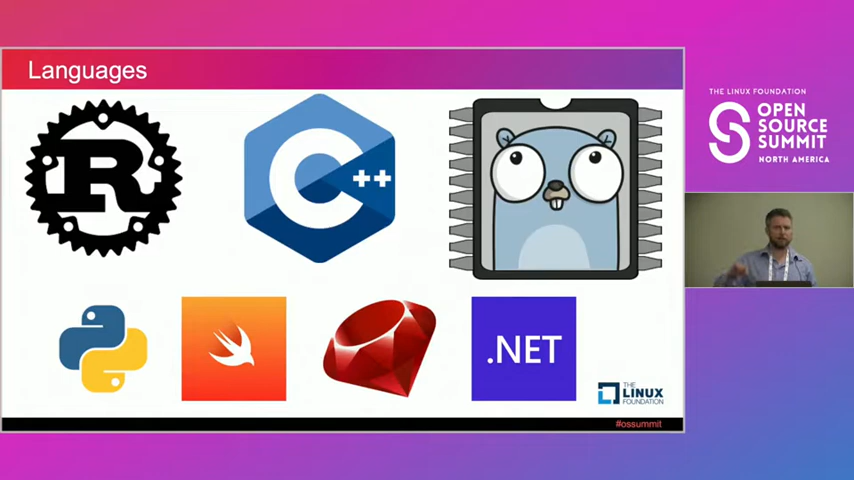 Languages
THE LINUX FOUNDATION
OPEN
SOURCE
SUMMIT
NORTH AMERICA
R
C++
.NET
THE
LINUX
FOUNDATION
#ossummit